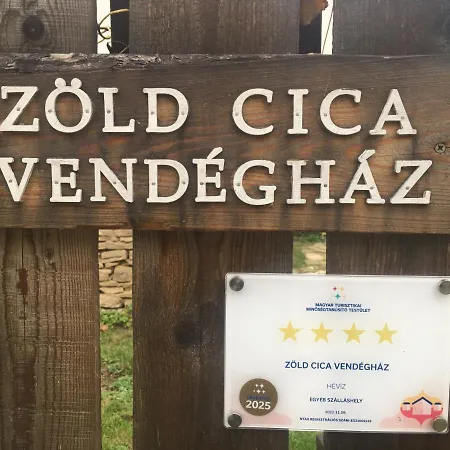 ZÖLD CICA
VENDÉGHÁZ
MAGYAR TURISZTIKAI
MINŐSÉGTANÚSÍTÓ TESTÜLET
ZÖLD CICA VENDÉGHÁZ
HÉVÍZ
EGYÉB SZÁLLÁSHELY
2025